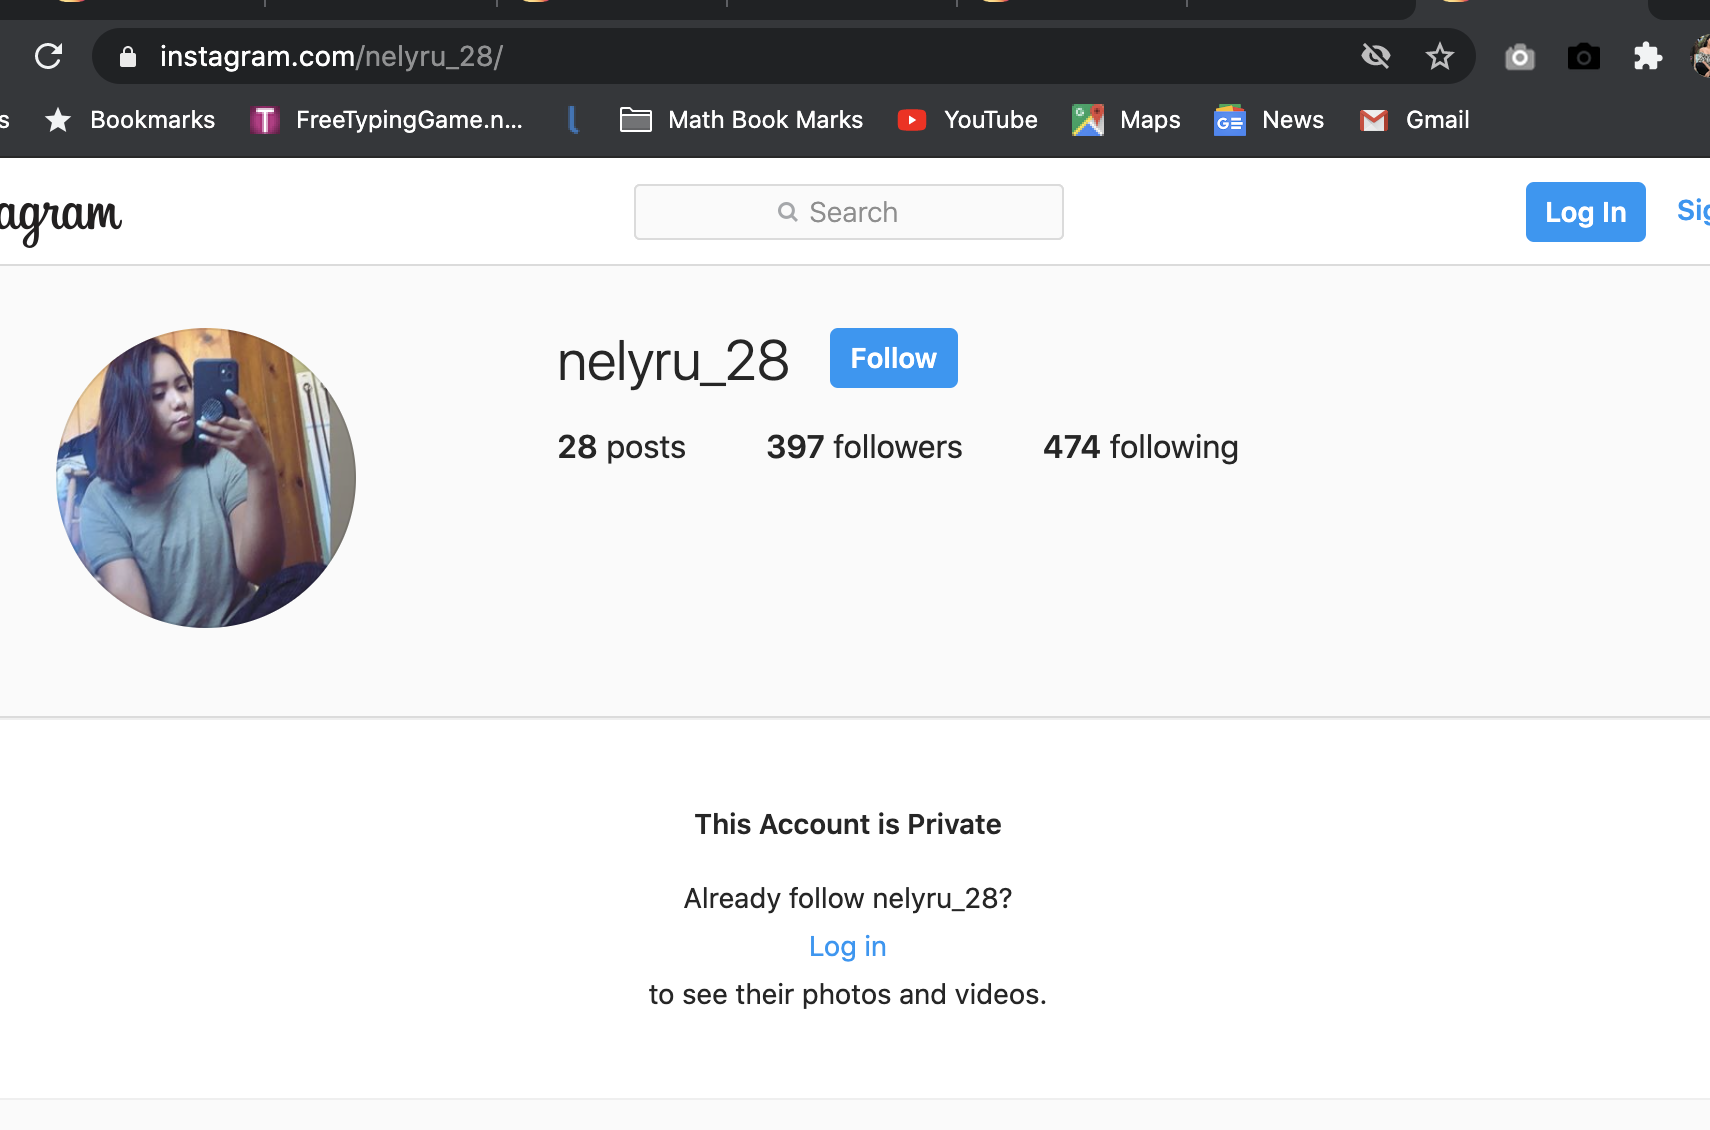 instagram.com/nelyru_28/
s Bookmarks FreeTypingGame.n... Math Book Marks YouTube Maps News Gmail
agram Search Log In Sig
nelyru_28 Follow
28 posts 397 followers 474 following
This Account is Private
Already follow nelyru_28?
Log in
to see their photos and videos.